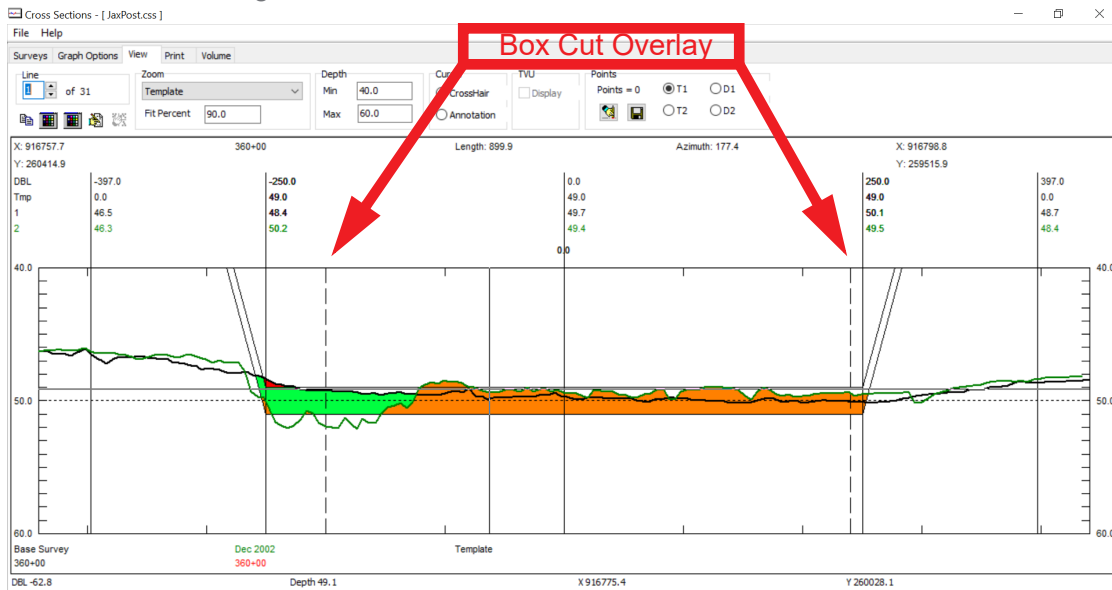 Cross Sections - [ JaxPost.css ]
File Help
Surveys Graph Options View Print Volume
Box Cut Overlay
Line
1 of 31
Zoom
Template
Fit Percent 90.0
Depth
Min 40.0
Max 60.0
CrossHair
Annotation
TVU
Display
Points
Points = 0 T1 D1
T2 D2
X: 916757.7 360+00 Length: 899.9 Azimuth: 177.4 X: 916798.8
Y: 260414.9 Y: 259515.9
DBL -397.0 -250.0 0.0 250.0 397.0
Tmp 0.0 49.0 49.0 49.0 0.0
1 46.5 48.4 49.7 50.1 48.7
2 46.3 50.2 49.4 49.5 48.4
0.0
40.0 40.0
50.0 50.0
60.0 60.0
Base Survey Dec 2002 Template
360+00 360+00
DBL -62.8 Depth 49.1 X 916775.4 Y 260028.1